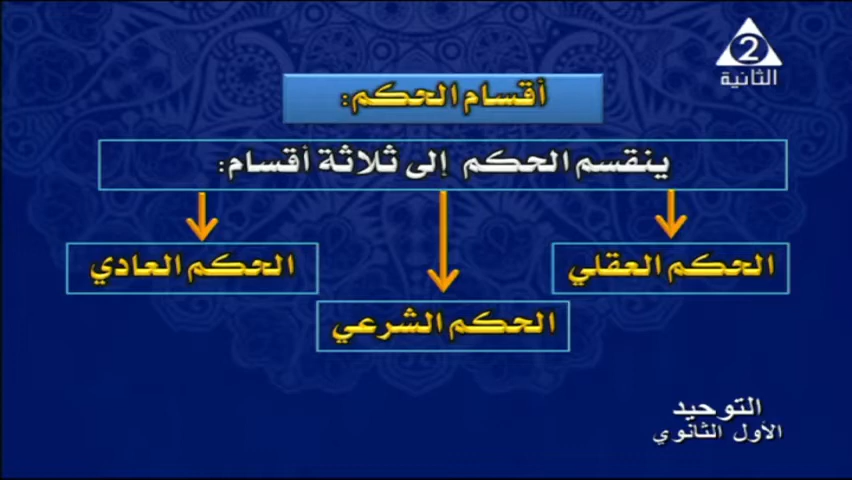 2
الثانية
أقسام الحكم:
ينقسم الحكم إلى ثلاثة أقسام:
الحكم العقلي
الحكم الشرعي
الحكم العادي
التوحيد
الأول الثانوي